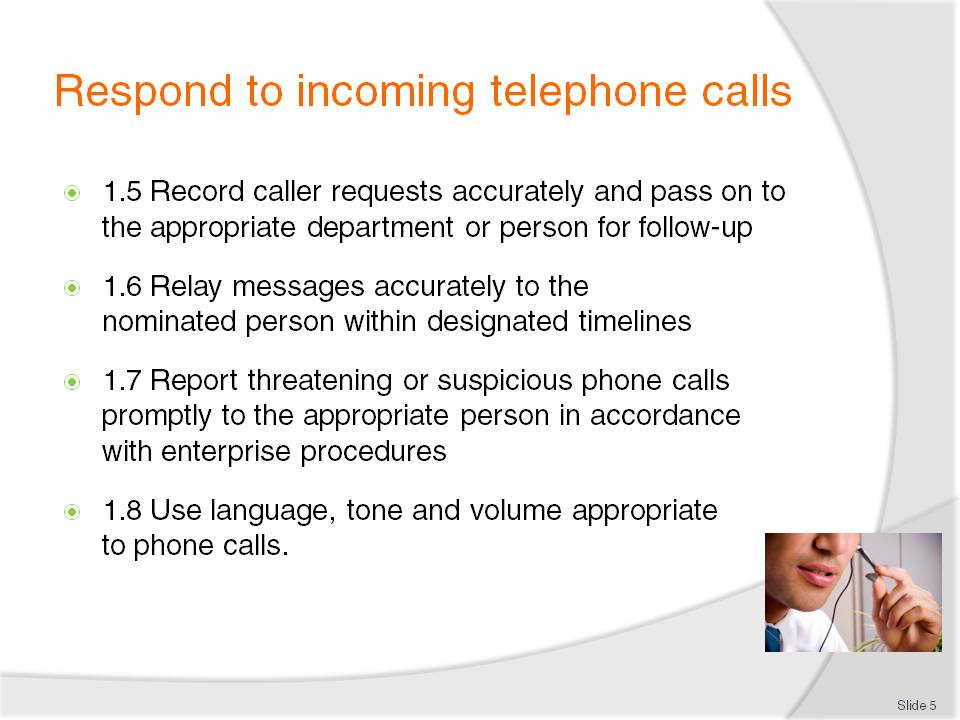 Respond to incoming telephone calls
1.5 Record caller requests accurately and pass on to
the appropriate department or person for follow-up
1.6 Relay messages accurately to the
nominated person within designated timelines
1.7 Report threatening or suspicious phone calls
promptly to the appropriate person in accordance
with enterprise procedures
1.8 Use language, tone and volume appropriate
to phone calls.
Slide 5